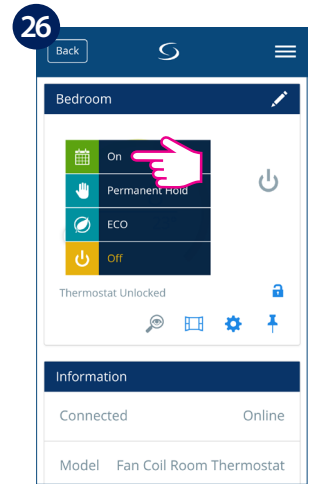 26
Back
Bedroom
On
Permanent Hold
ECO
Off
Thermostat Unlocked
Information
Connected Online
Model Fan Coil Room Thermostat